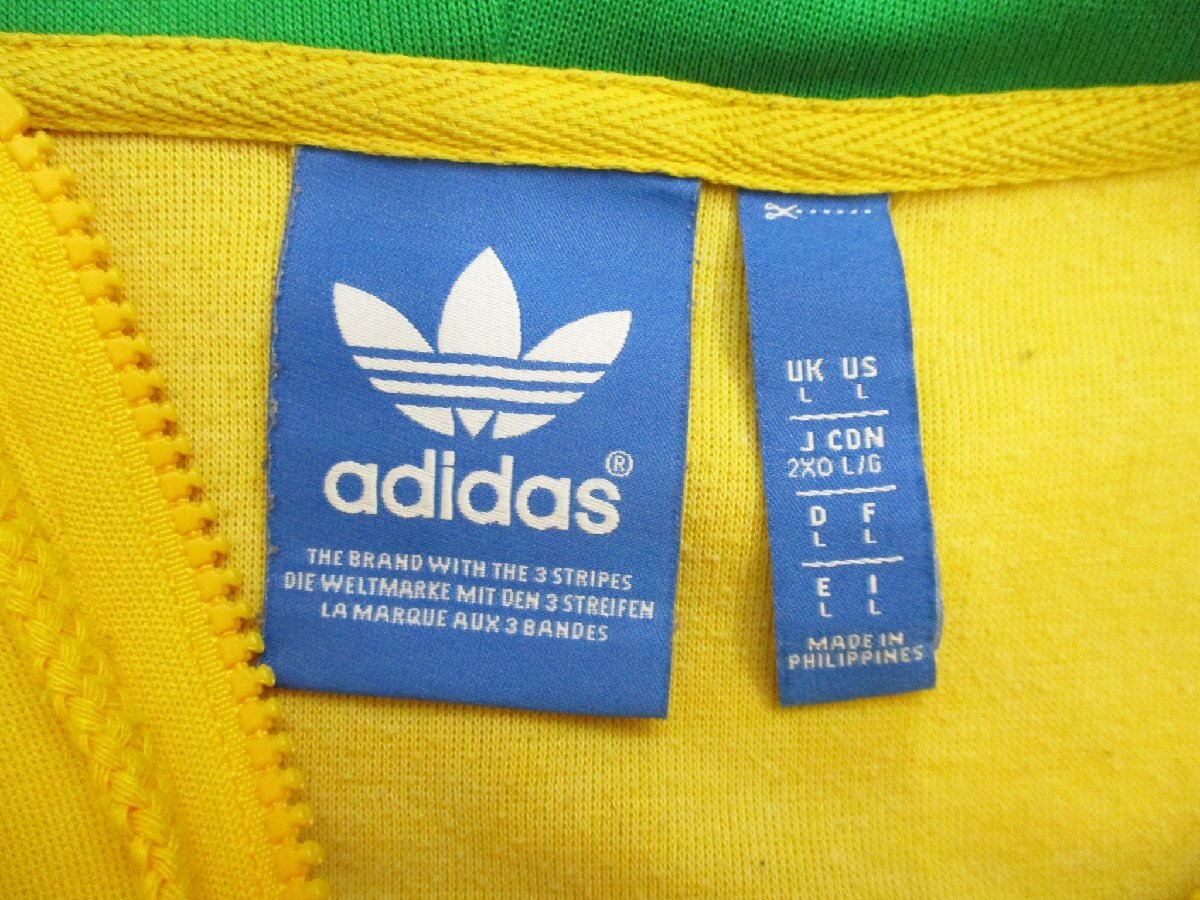 adidas®
THE BRAND WITH THE 3 STRIPES
DIE WELTMARKE MIT DEN 3 STREIFEN
LA MARQUE AUX 3 BANDES
UK US
L L
J CDN
2XO L/G
D F
L L
E I
L L
MADE IN
PHILIPPINES